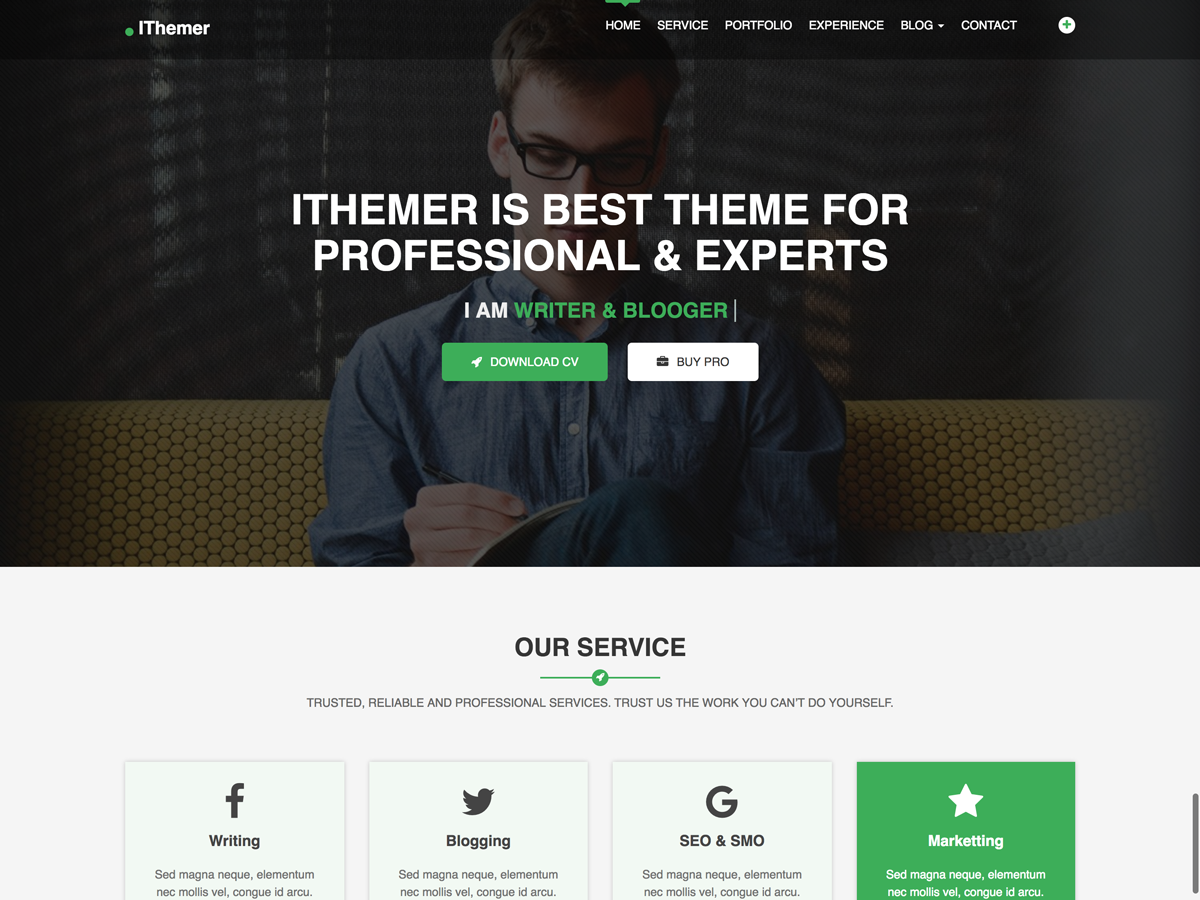 IThemer
HOME SERVICE PORTFOLIO EXPERIENCE BLOG CONTACT
ITHEMER IS BEST THEME FOR
PROFESSIONAL & EXPERTS
I AM WRITER & BLOOGER |
DOWNLOAD CV
BUY PRO
OUR SERVICE
TRUSTED, RELIABLE AND PROFESSIONAL SERVICES. TRUST US THE WORK YOU CAN'T DO YOURSELF.
Writing
Sed magna neque, elementum
nec mollis vel, congue id arcu.
Blogging
Sed magna neque, elementum
nec mollis vel, congue id arcu.
SEO & SMO
Sed magna neque, elementum
nec mollis vel, congue id arcu.
Marketting
Sed magna neque, elementum
nec mollis vel, congue id arcu.